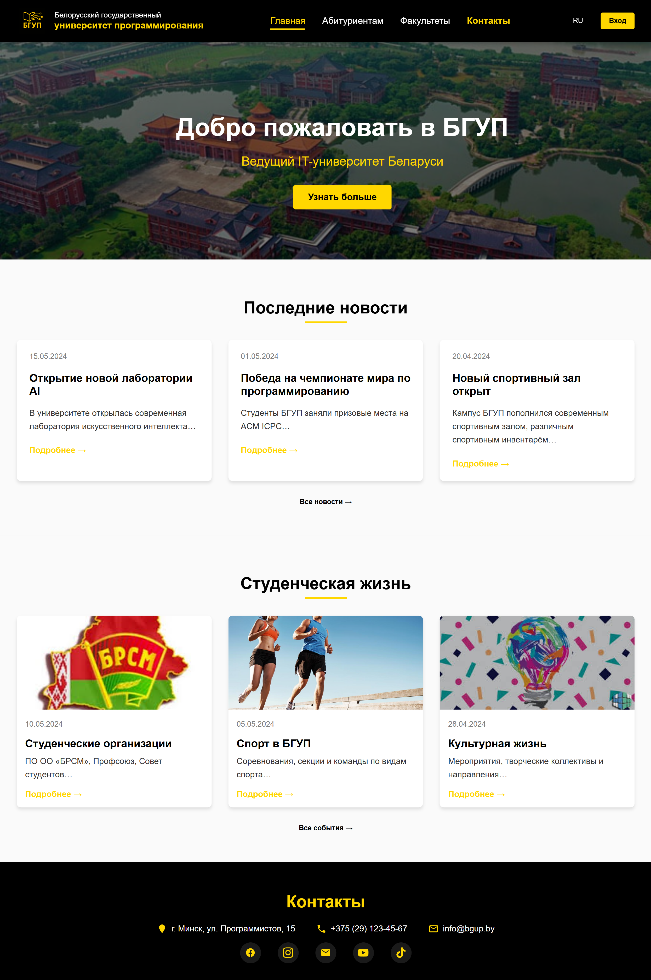 БГУП
Белорусский государственный
университет программирования
Главная
Абитуриентам
Факультеты
Контакты
RU
Вход
Добро пожаловать в БГУП
Ведущий IT-университет Беларуси
Узнать больше
Последние новости
15.05.2024
Открытие новой лаборатории
AI
В университете открылась современная
лаборатория искусственного интеллекта...
Подробнее →
01.05.2024
Победа на чемпионате мира по
программированию
Студенты БГУП заняли призовые места на
ACM ICPC...
Подробнее →
20.04.2024
Новый спортивный зал
открыт
Кампус БГУП пополнился современным
спортивным залом, различным
спортивным инвентарём...
Подробнее →
Все новости →
Студенческая жизнь
БРСМ
10.05.2024
Студенческие организации
ПО ОО «БРСМ», Профсоюз, Совет
студентов...
Подробнее →
05.05.2024
Спорт в БГУП
Соревнования, секции и команды по видам
спорта...
Подробнее →
28.04.2024
Культурная жизнь
Мероприятия, творческие коллективы и
направления...
Подробнее →
Все события →
Контакты
г. Минск, ул. Программистов, 15
+375 (29) 123-45-67
info@bgup.by